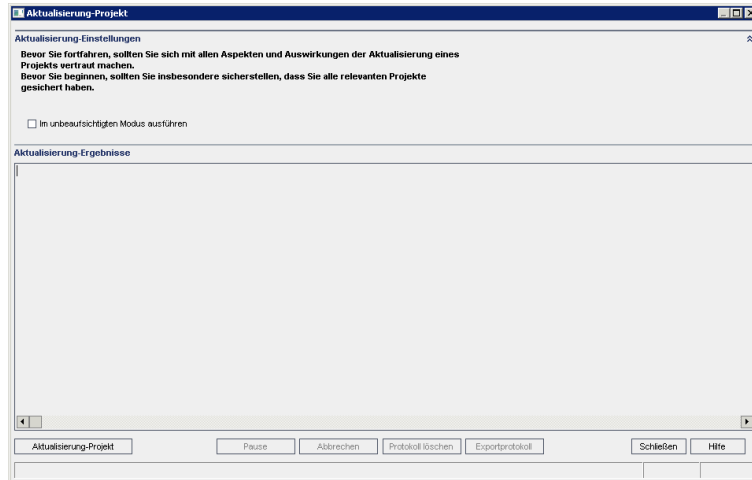 Aktualisierung-Projekt
Aktualisierung-Einstellungen
Bevor Sie fortfahren, sollten Sie sich mit allen Aspekten und Auswirkungen der Aktualisierung eines
Projekts vertraut machen.
Bevor Sie beginnen, sollten Sie insbesondere sicherstellen, dass Sie alle relevanten Projekte
gesichert haben.
Im unbeaufsichtigten Modus ausführen
Aktualisierung-Ergebnisse
Aktualisierung-Projekt Pause Abbrechen Protokoll löschen Exportprotokoll Schließen Hilfe